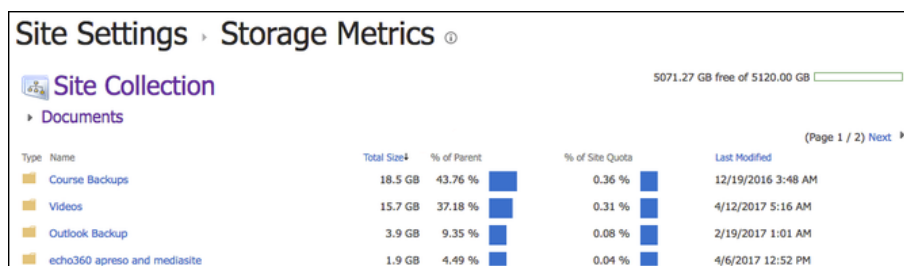 Site Settings › Storage Metrics
Site Collection
5071.27 GB free of 5120.00 GB
Documents
(Page 1 / 2) Next
Type Name Total Size↓ % of Parent % of Site Quota Last Modified
Course Backups 18.5 GB 43.76 % 0.36 % 12/19/2016 3:48 AM
Videos 15.7 GB 37.18 % 0.31 % 4/12/2017 5:16 AM
Outlook Backup 3.9 GB 9.35 % 0.08 % 2/19/2017 1:01 AM
echo360 apreso and mediasite 1.9 GB 4.49 % 0.04 % 4/6/2017 12:52 PM